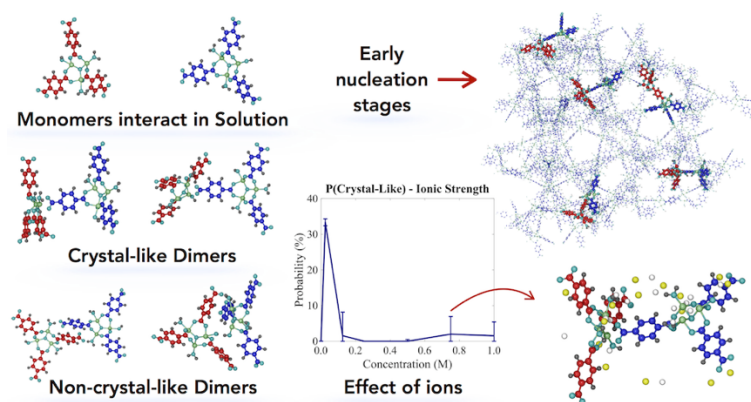 Early
nucleation
stages
Monomers interact in Solution
Crystal-like Dimers
Non-crystal-like Dimers
P(Crystal-Like) - Ionic Strength
Probability (%)
40
30
20
10
0
0.0 0.2 0.4 0.6 0.8 1.0
Concentration (M)
Effect of ions